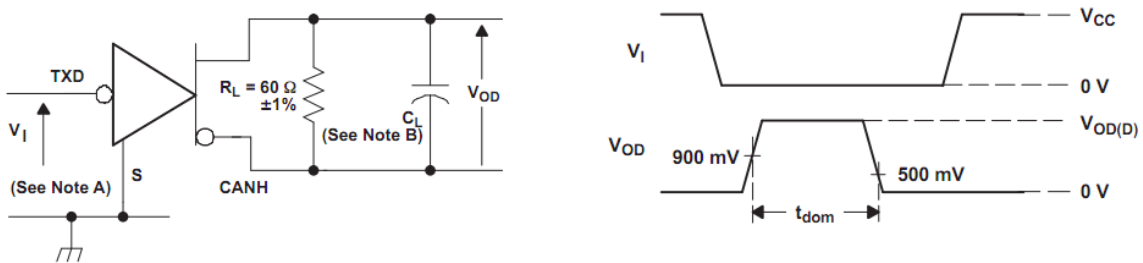 TXD
V_I
(See Note A)
S
R_L = 60 Ω
±1%
(See Note B)
C_L
V_OD
CANH
V_I
V_CC
0 V
V_OD
900 mV
V_OD(D)
500 mV
0 V
t_dom